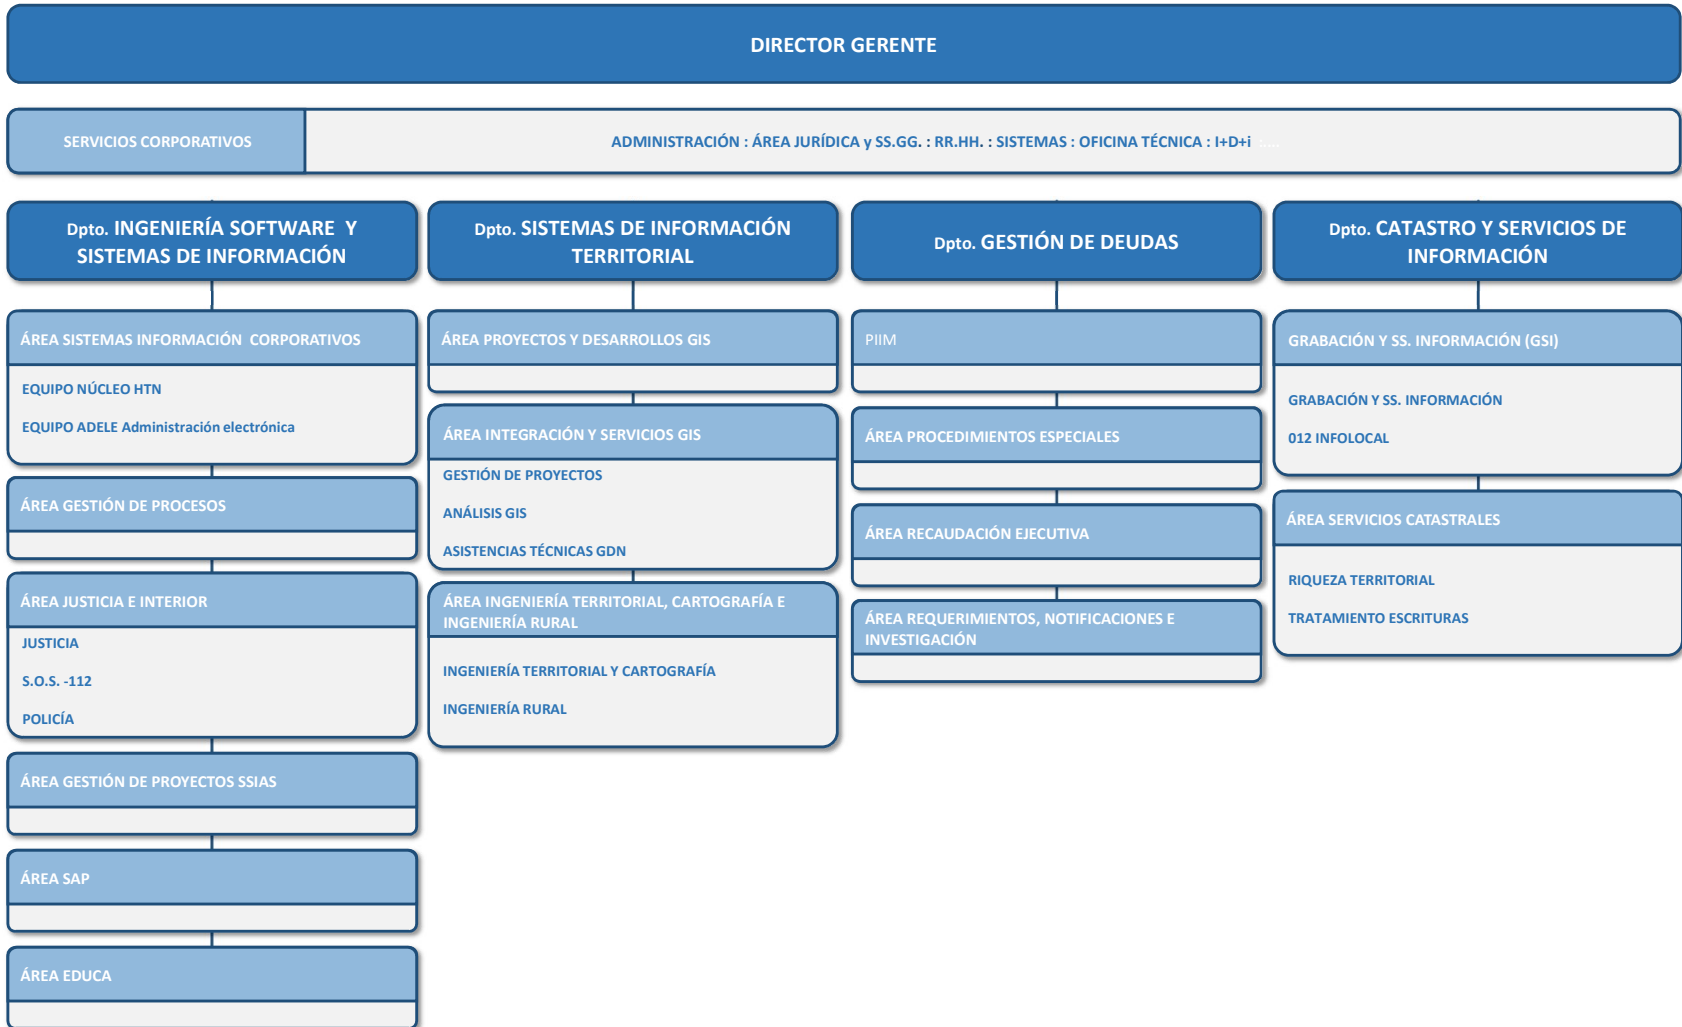 DIRECTOR GERENTE
SERVICIOS CORPORATIVOS
ADMINISTRACIÓN : ÁREA JURÍDICA y SS.GG. : RR.HH. : SISTEMAS : OFICINA TÉCNICA : I+D+i ....
Dpto. INGENIERÍA SOFTWARE Y
SISTEMAS DE INFORMACIÓN
ÁREA SISTEMAS INFORMACIÓN CORPORATIVOS
EQUIPO NÚCLEO HTN
EQUIPO ADELE Administración electrónica
ÁREA GESTIÓN DE PROCESOS
ÁREA JUSTICIA E INTERIOR
JUSTICIA
S.O.S. -112
POLICÍA
ÁREA GESTIÓN DE PROYECTOS SSIAS
ÁREA SAP
ÁREA EDUCA
Dpto. SISTEMAS DE INFORMACIÓN
TERRITORIAL
ÁREA PROYECTOS Y DESARROLLOS GIS
ÁREA INTEGRACIÓN Y SERVICIOS GIS
GESTIÓN DE PROYECTOS
ANÁLISIS GIS
ASISTENCIAS TÉCNICAS GDN
ÁREA INGENIERÍA TERRITORIAL, CARTOGRAFÍA E
INGENIERÍA RURAL
INGENIERÍA TERRITORIAL Y CARTOGRAFÍA
INGENIERÍA RURAL
Dpto. GESTIÓN DE DEUDAS
PIIM
ÁREA PROCEDIMIENTOS ESPECIALES
ÁREA RECAUDACIÓN EJECUTIVA
ÁREA REQUERIMIENTOS, NOTIFICACIONES E
INVESTIGACIÓN
Dpto. CATASTRO Y SERVICIOS DE
INFORMACIÓN
GRABACIÓN Y SS. INFORMACIÓN (GSI)
GRABACIÓN Y SS. INFORMACIÓN
012 INFOLOCAL
ÁREA SERVICIOS CATASTRALES
RIQUEZA TERRITORIAL
TRATAMIENTO ESCRITURAS